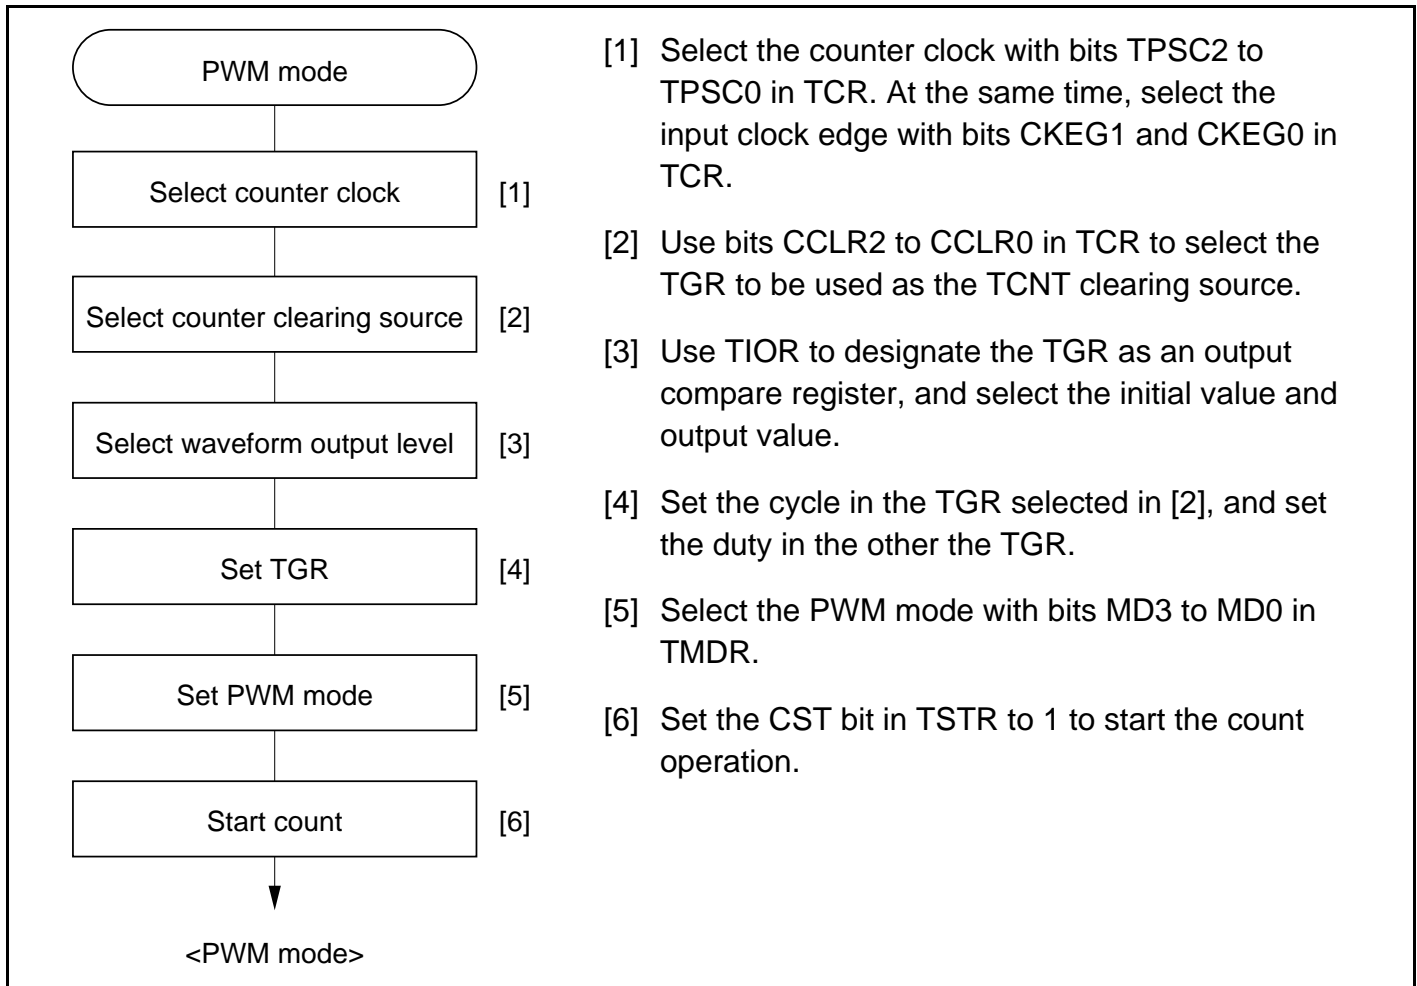 PWM mode
Select counter clock [1]
Select counter clearing source [2]
Select waveform output level [3]
Set TGR [4]
Set PWM mode [5]
Start count [6]
<PWM mode>
[1] Select the counter clock with bits TPSC2 to
TPSC0 in TCR. At the same time, select the
input clock edge with bits CKEG1 and CKEG0 in
TCR.
[2] Use bits CCLR2 to CCLR0 in TCR to select the
TGR to be used as the TCNT clearing source.
[3] Use TIOR to designate the TGR as an output
compare register, and select the initial value and
output value.
[4] Set the cycle in the TGR selected in [2], and set
the duty in the other the TGR.
[5] Select the PWM mode with bits MD3 to MD0 in
TMDR.
[6] Set the CST bit in TSTR to 1 to start the count
operation.